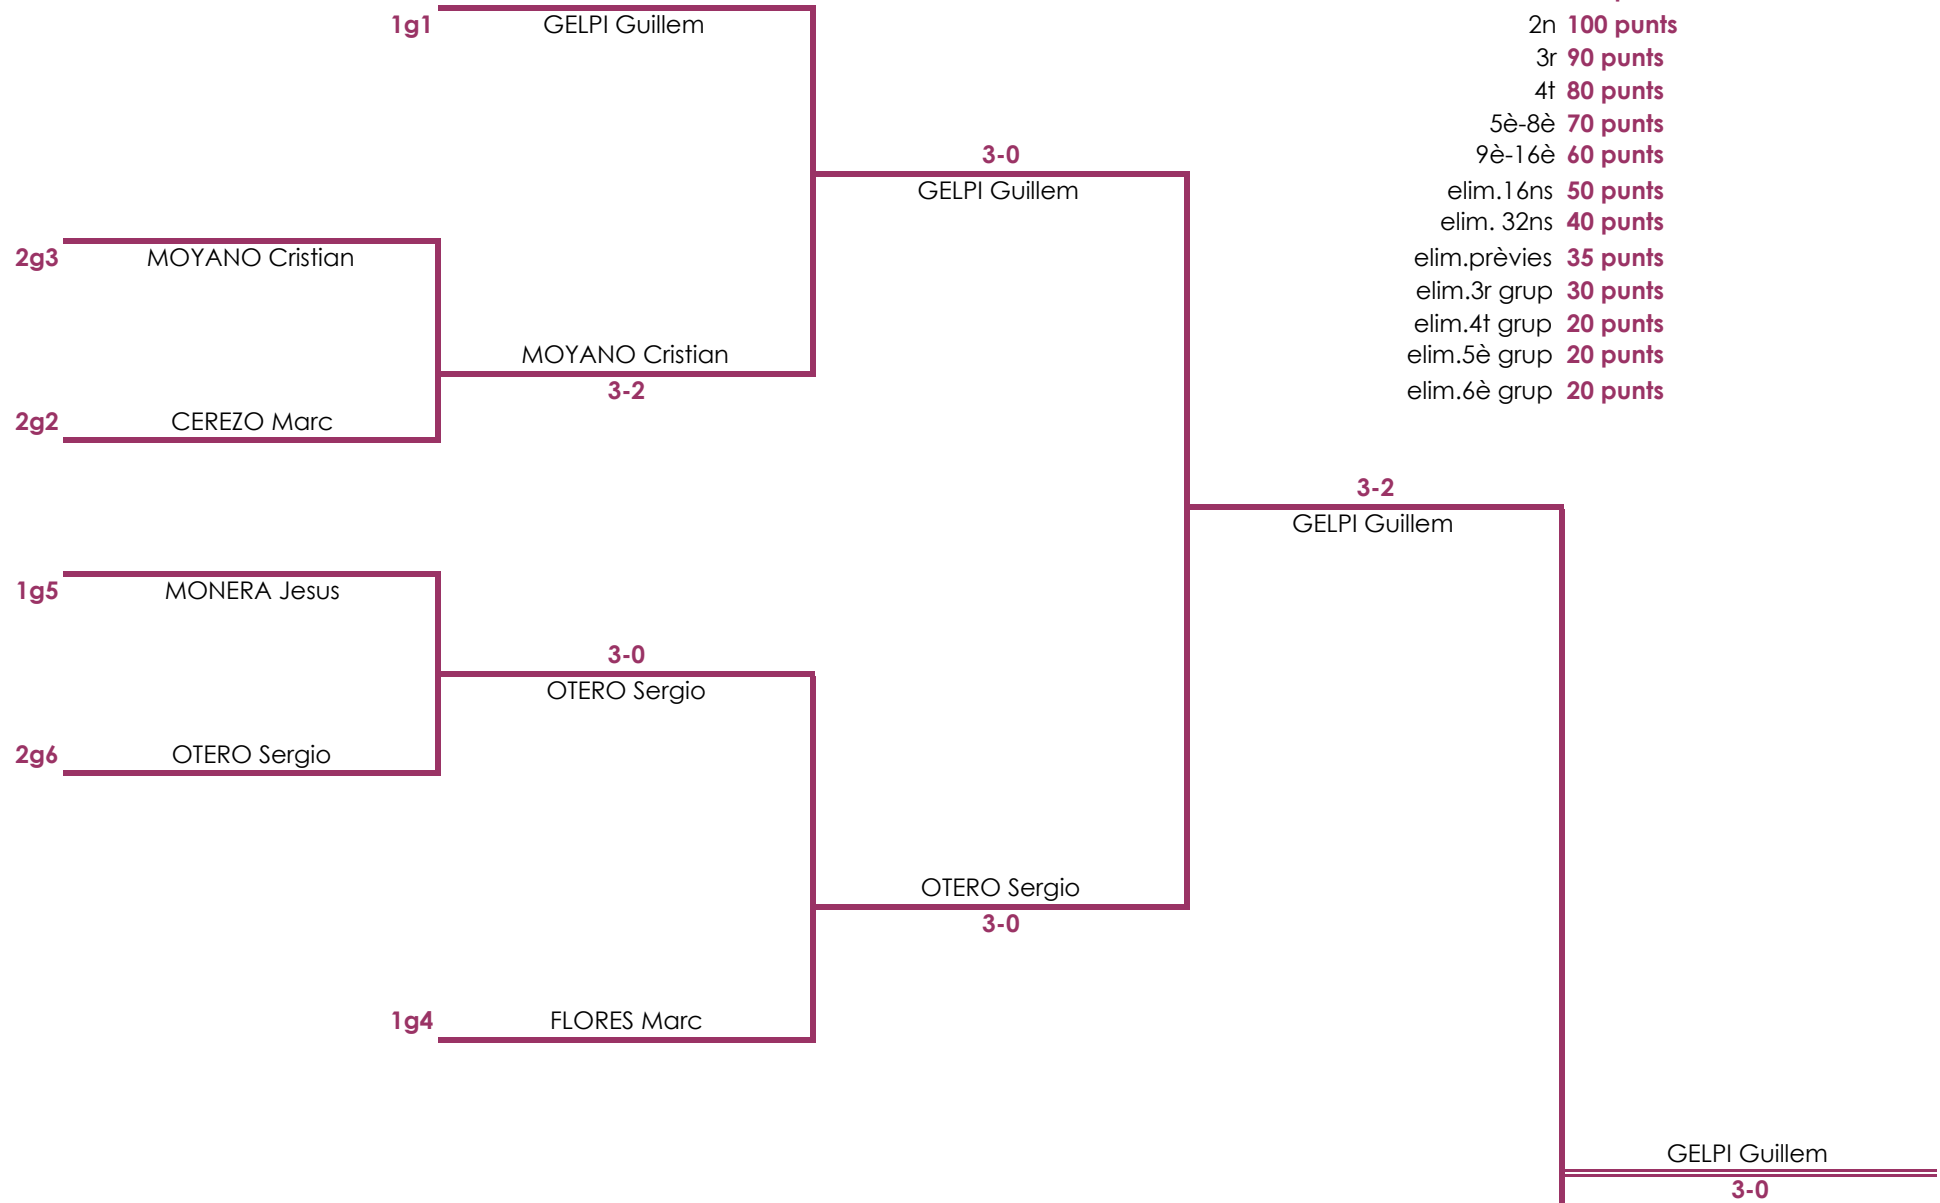 1g1 GELPI Guillem
2n 100 punts
3r 90 punts
4t 80 punts
5è-8è 70 punts
9è-16è 60 punts
elim.16ns 50 punts
elim. 32ns 40 punts
elim.prèvies 35 punts
elim.3r grup 30 punts
elim.4t grup 20 punts
elim.5è grup 20 punts
elim.6è grup 20 punts
3-0
GELPI Guillem
2g3 MOYANO Cristian
MOYANO Cristian
3-2
2g2 CEREZO Marc
3-2
GELPI Guillem
1g5 MONERA Jesus
3-0
OTERO Sergio
2g6 OTERO Sergio
OTERO Sergio
3-0
1g4 FLORES Marc
GELPI Guillem
3-0